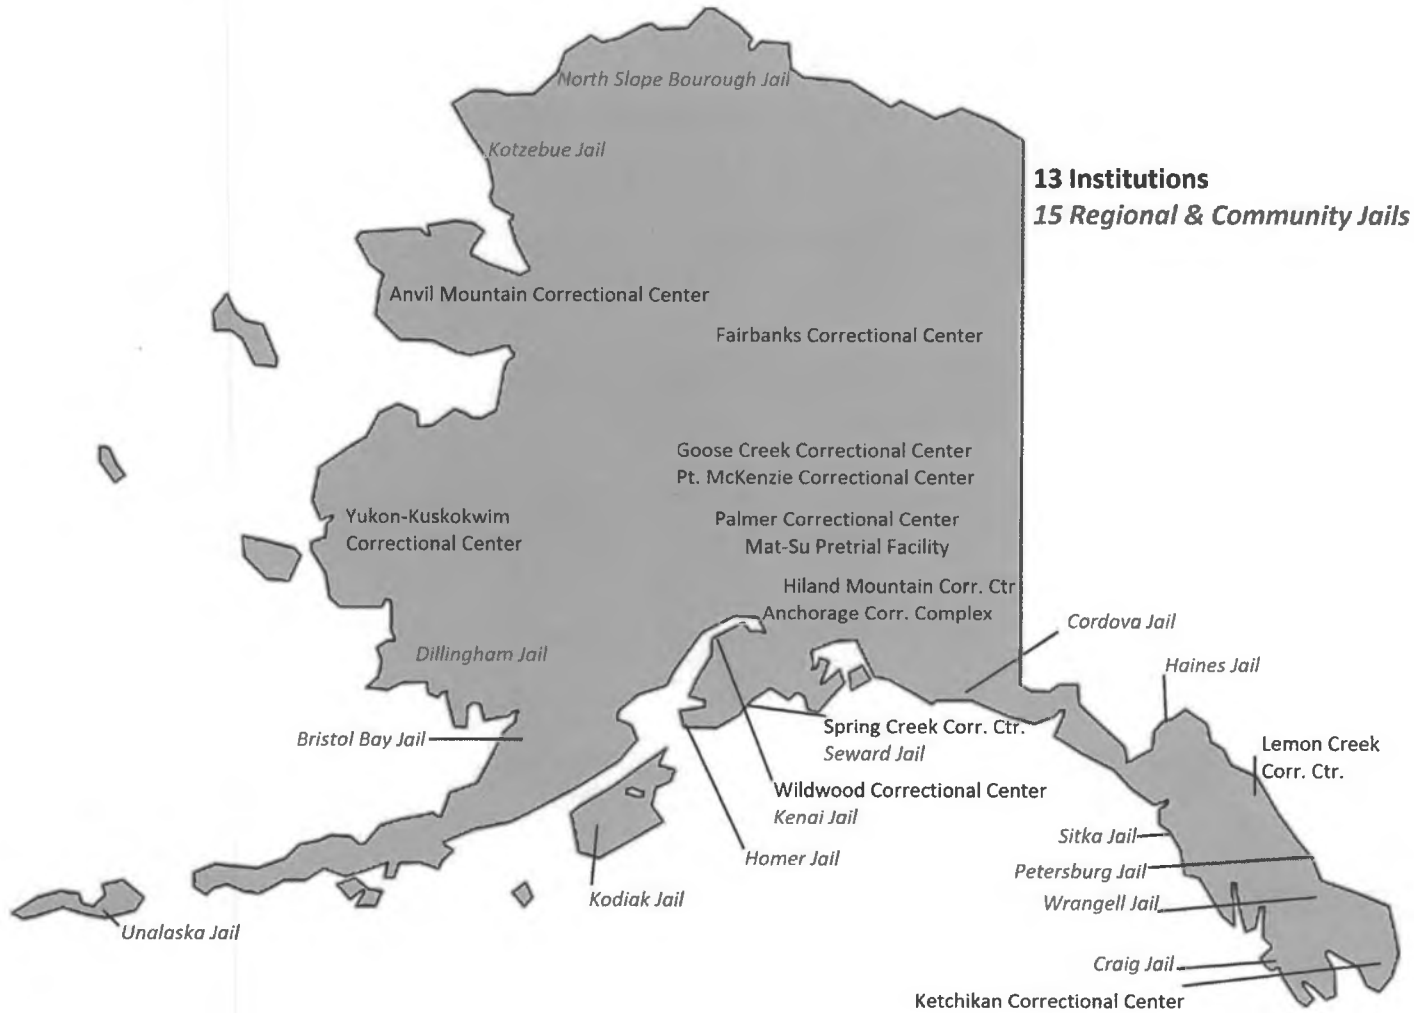 North Slope Bourough Jail
Kotzebue Jail
13 Institutions
15 Regional & Community Jails
Anvil Mountain Correctional Center
Fairbanks Correctional Center
Goose Creek Correctional Center
Pt. McKenzie Correctional Center
Yukon-Kuskokwim
Correctional Center
Palmer Correctional Center
Mat-Su Pretrial Facility
Hiland Mountain Corr. Ctr
Anchorage Corr. Complex
Cordova Jail
Dillingham Jail
Haines Jail
Bristol Bay Jail
Spring Creek Corr. Ctr.
Seward Jail
Lemon Creek
Corr. Ctr.
Wildwood Correctional Center
Kenai Jail
Sitka Jail
Homer Jail
Petersburg Jail
Kodiak Jail
Wrangell Jail
Unalaska Jail
Craig Jail
Ketchikan Correctional Center